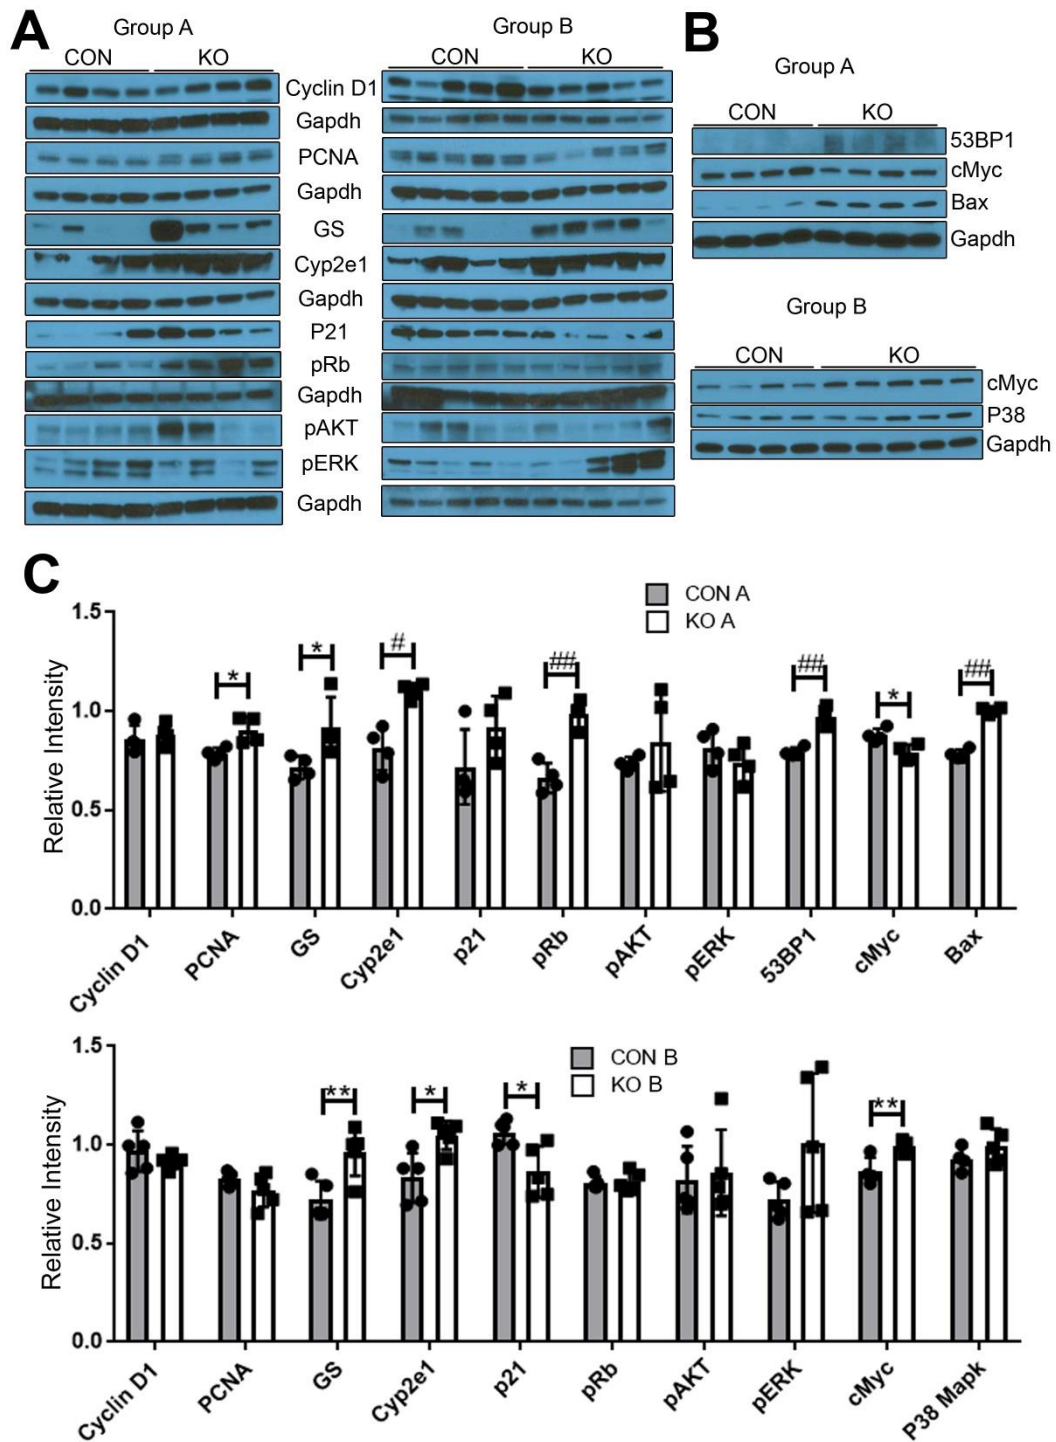 A
Group A
CON KO
Group B
CON KO
Cyclin D1
Gapdh
PCNA
Gapdh
GS
Cyp2e1
Gapdh
P21
pRb
Gapdh
pAKT
pERK
Gapdh
B
Group A
CON KO
53BP1
cMyc
Bax
Gapdh
Group B
CON KO
cMyc
P38
Gapdh
C
Relative Intensity
1.5
1.0
0.5
0.0
CON A
KO A
* * # ## ## * ##
Cyclin D1 PCNA GS Cyp2e1 p21 pRb pAKT pERK 53BP1 cMyc Bax
Relative Intensity
1.5
1.0
0.5
0.0
CON B
KO B
** * * **
Cyclin D1 PCNA GS Cyp2e1 p21 pRb pAKT pERK cMyc P38 Mapk